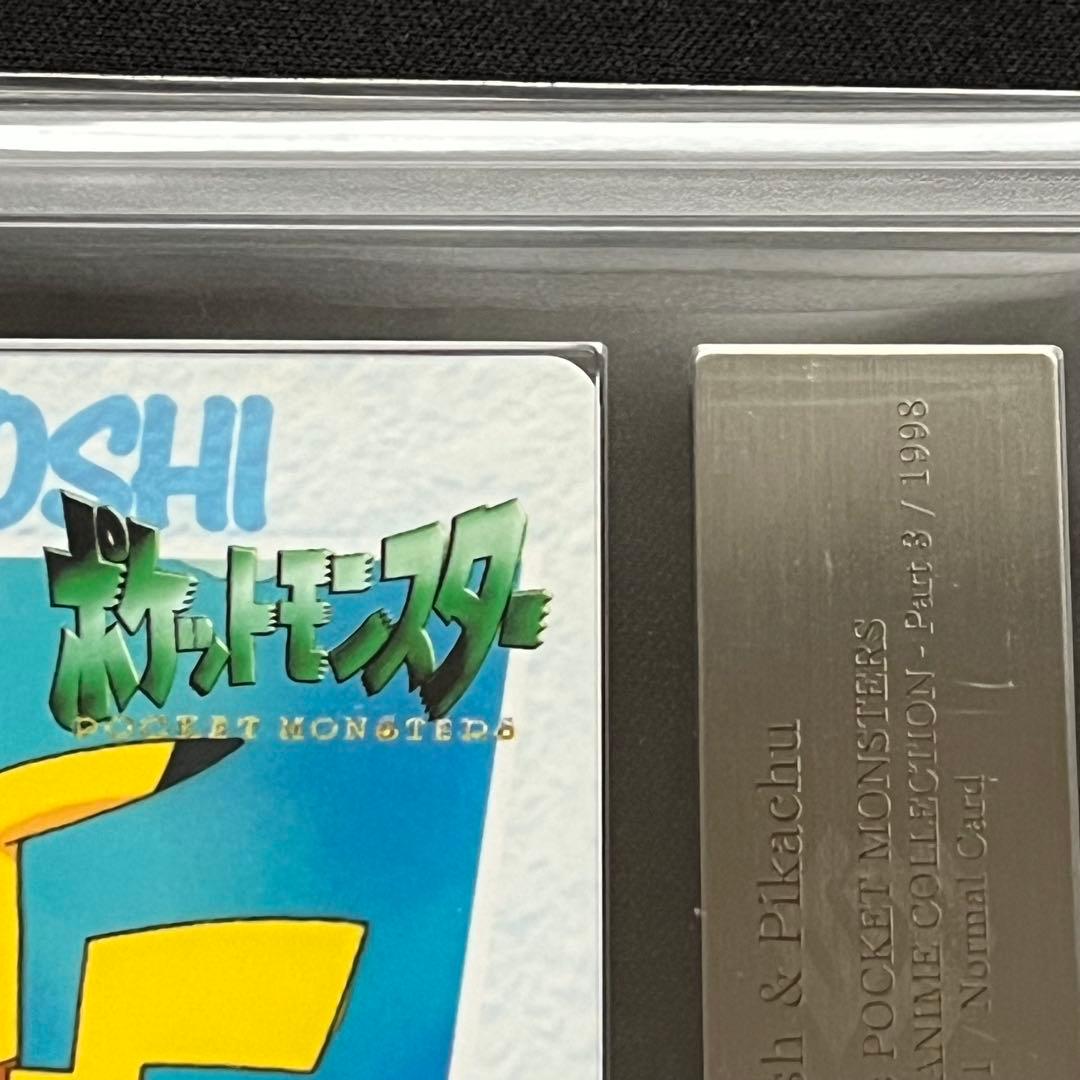 OSHI
ポケットモンスター
POCKET MONSTERS
sh & Pikachu
POCKET MONSTERS
ANIME COLLECTION - Part 3 / 1998
/ Normal Card